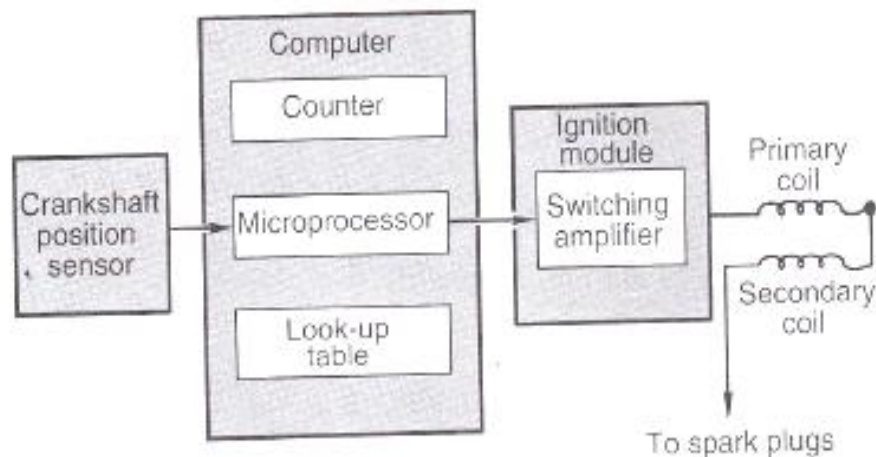 Computer
Counter
Microprocessor
Look-up
table
Crankshaft
position
sensor
Ignition
module
Switching
amplifier
Primary
coil
Secondary
coil
To spark plugs